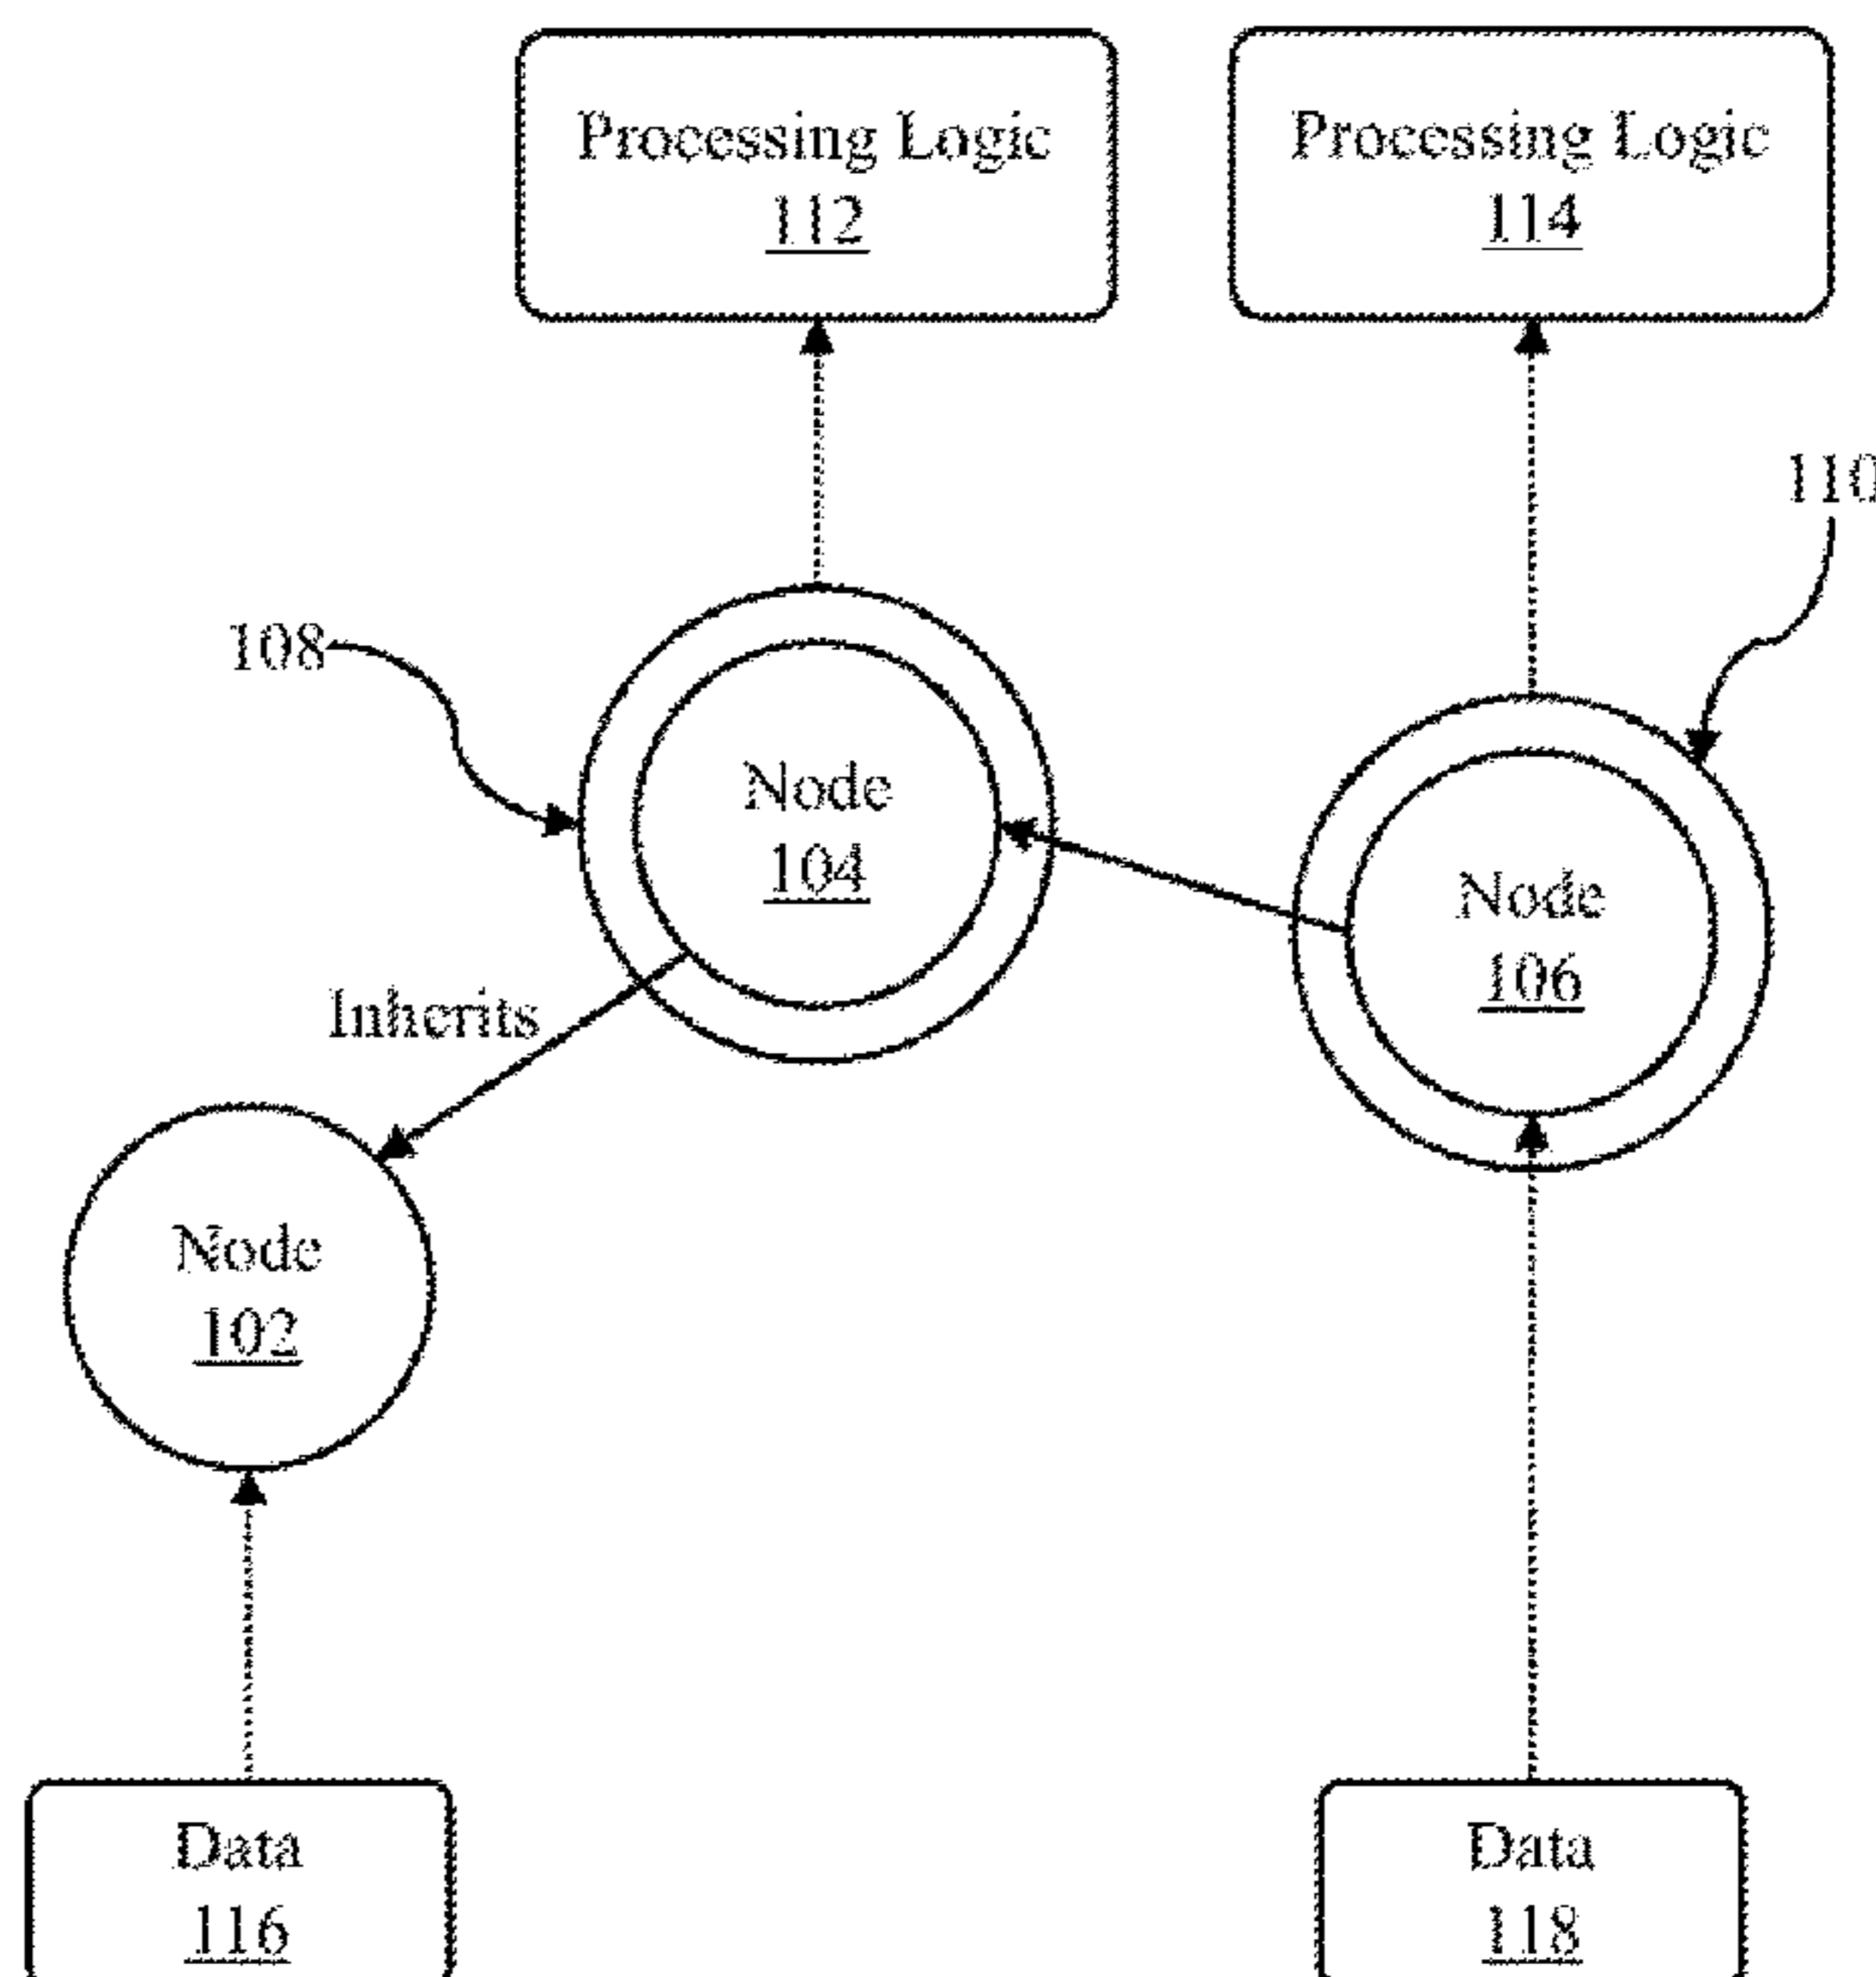 Processing Logic
112
Processing Logic
114
110
108
Node
104
Node
106
Inherits
Node
102
Data
116
Data
118